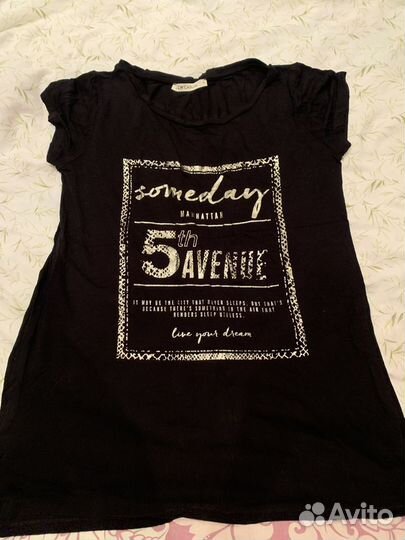 someday
MANHATTAN
5th AVENUE
IT MAY BE THE CITY THAT NEVER SLEEPS, BUT THAT'S
BECAUSE THERE'S SOMETHING IN THE AIR THAT
RENDERS SLEEP USELESS.
live your dream
Avito